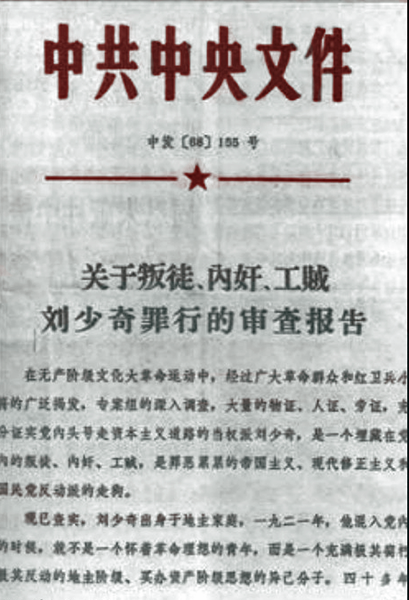 中共中央文件
中发〔68〕155 号
关于叛徒、内奸、工贼
刘少奇罪行的审查报告
在无产阶级文化大革命运动中，经过广大革命群众和红卫兵小
将的广泛揭发，专案组的深入调查，大量的物证、人证、旁证，充
分证实党内头号走资本主义道路的当权派刘少奇，是一个埋藏在党
内的叛徒、内奸、工贼，是罪恶累累的帝国主义、现代修正主义和
国民党反动派的走狗。
现已查实，刘少奇出身于地主家庭，一九二一年，他混入党内
的时候，就不是一个怀着革命理想的青年，而是一个充满极其腐朽
极其反动的地主阶级、买办资产阶级思想的异己分子。四十多年